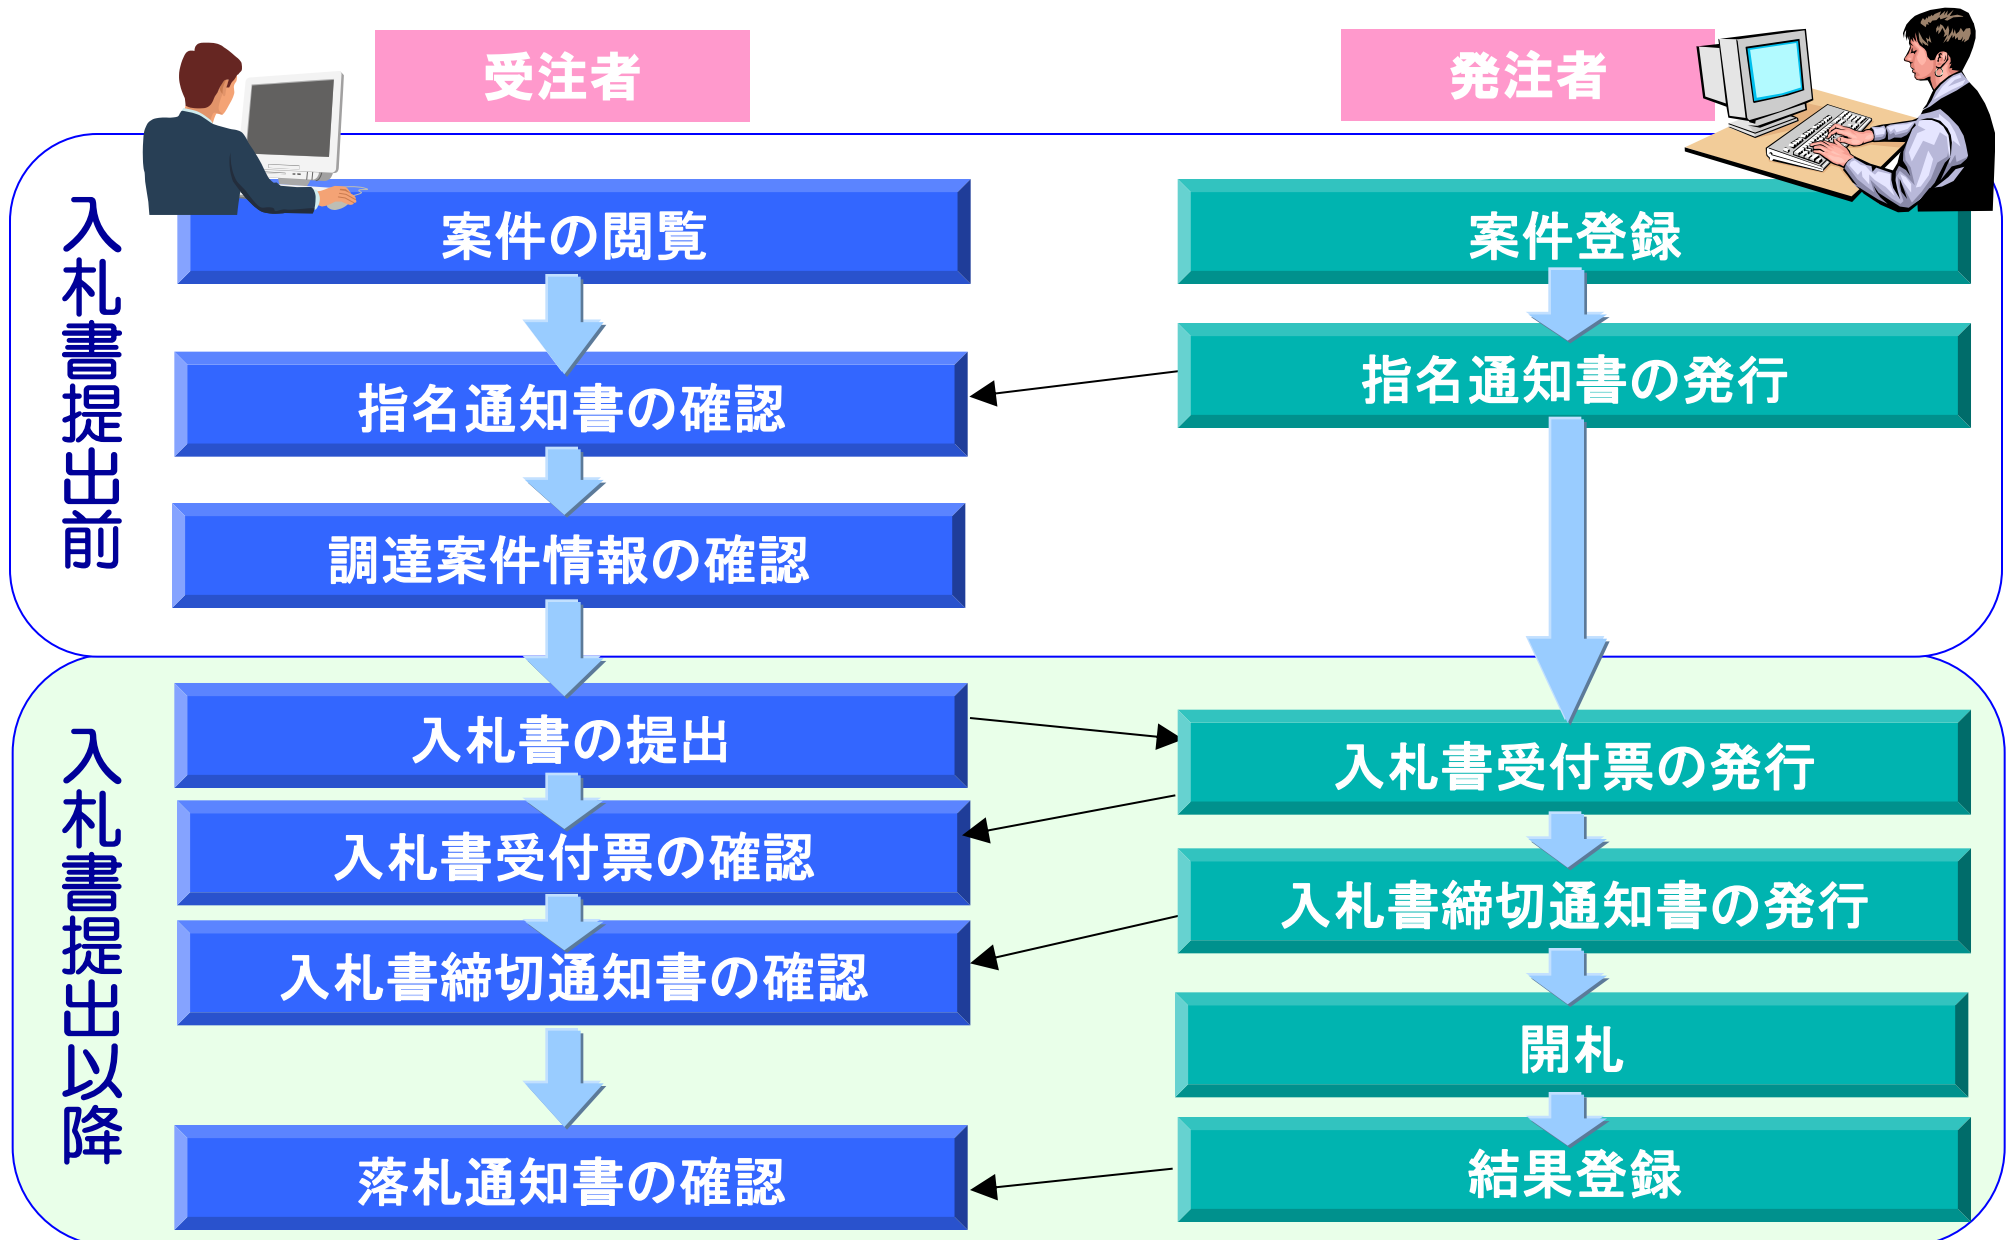 受注者
発注者
入札書提出前
案件の閲覧
案件登録
指名通知書の発行
指名通知書の確認
調達案件情報の確認
入札書提出以降
入札書の提出
入札書受付票の発行
入札書受付票の確認
入札書締切通知書の発行
入札書締切通知書の確認
開札
落札通知書の確認
結果登録